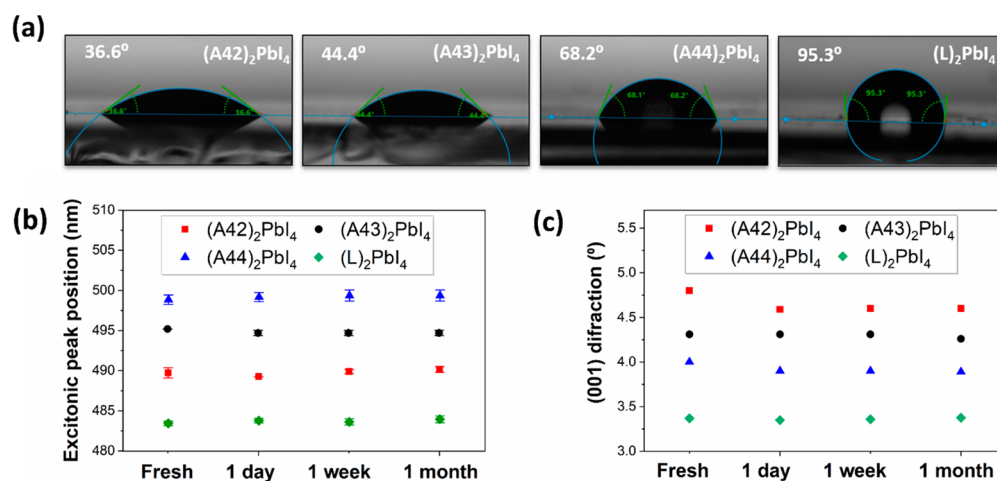 (a)
36.6º (A42)₂PbI₄
36.6° 36.6°
44.4º (A43)₂PbI₄
44.4° 44.4°
68.2º (A44)₂PbI₄
68.1° 68.2°
95.3º (L)₂PbI₄
95.3° 95.3°
(b)
Excitonic peak position (nm)
510
505
500
495
490
485
480
(A42)₂PbI₄ (A43)₂PbI₄
(A44)₂PbI₄ (L)₂PbI₄
Fresh 1 day 1 week 1 month
(c)
(001) difraction (º)
5.5
5.0
4.5
4.0
3.5
3.0
(A42)₂PbI₄ (A43)₂PbI₄
(A44)₂PbI₄ (L)₂PbI₄
Fresh 1 day 1 week 1 month